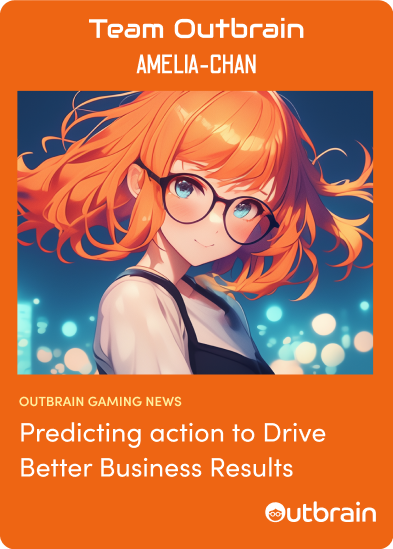 Team Outbrain
AMELIA-CHAN
OUTBRAIN GAMING NEWS
Predicting action to Drive
Better Business Results
Outbrain